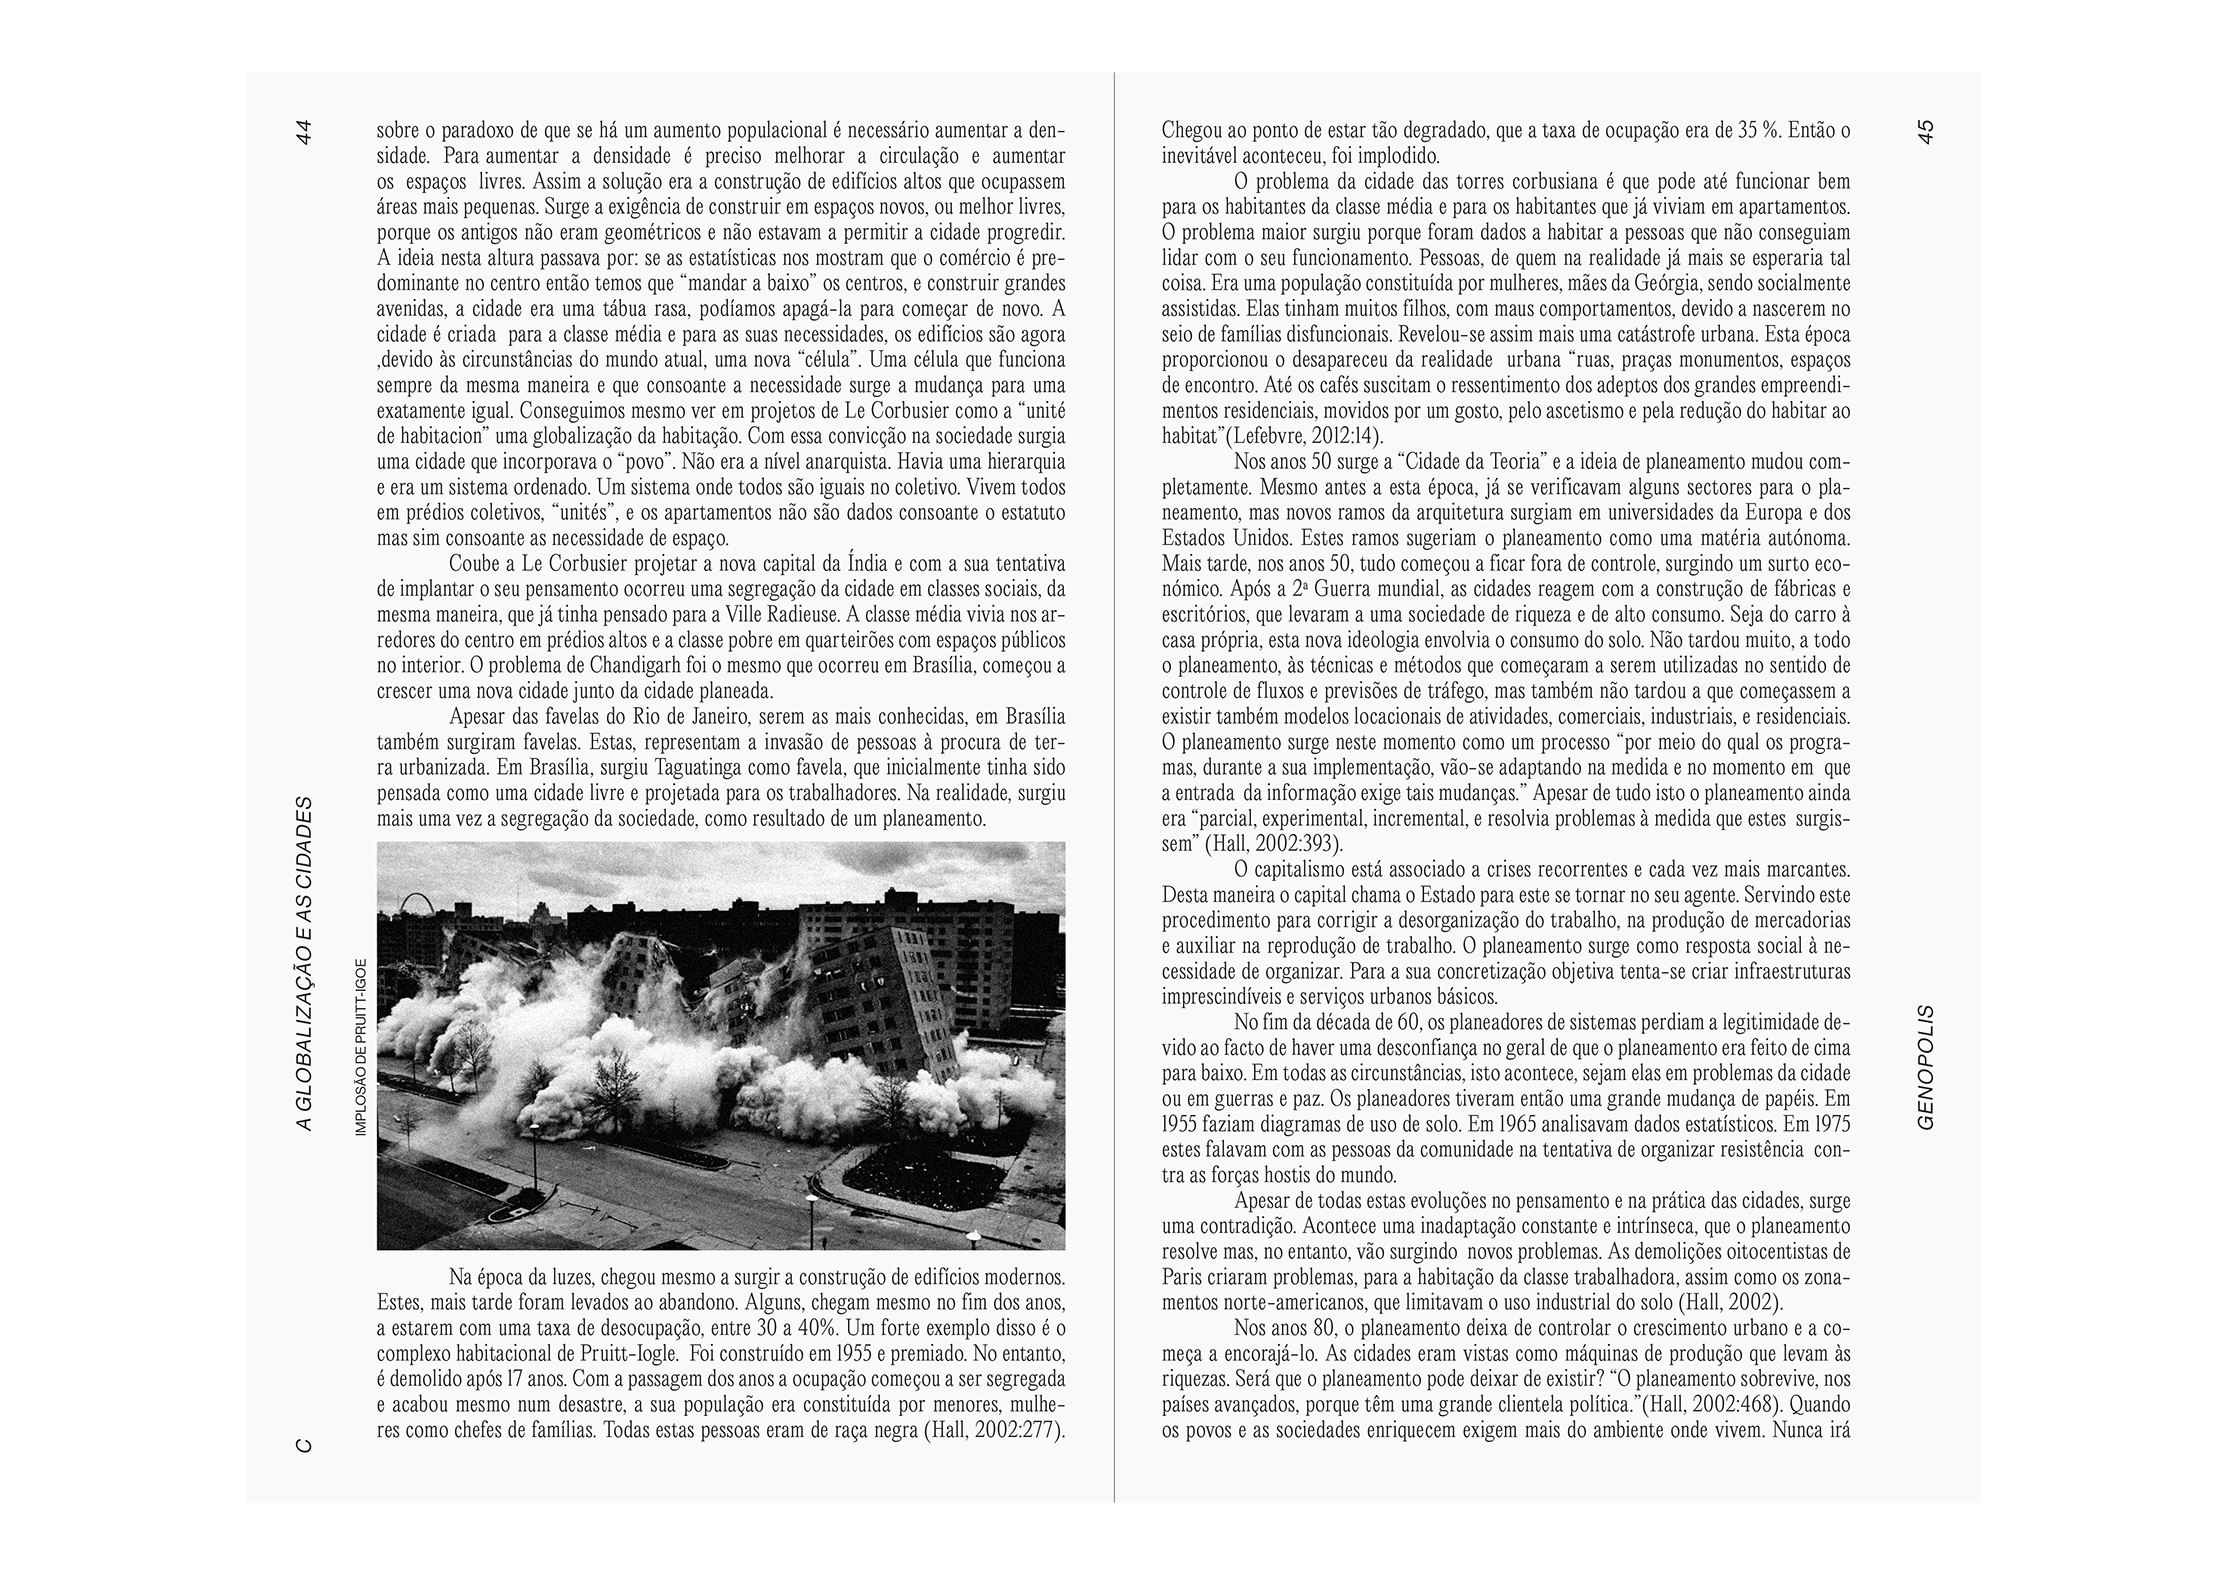 44
sobre o paradoxo de que se há um aumento populacional é necessário aumentar a den-
sidade. Para aumentar a densidade é preciso melhorar a circulação e aumentar
os espaços livres. Assim a solução era a construção de edifícios altos que ocupassem
áreas mais pequenas. Surge a exigência de construir em espaços novos, ou melhor livres,
porque os antigos não eram geométricos e não estavam a permitir a cidade progredir.
A ideia nesta altura passava por: se as estatísticas nos mostram que o comércio é pre-
dominante no centro então temos que “mandar a baixo” os centros, e construir grandes
avenidas, a cidade era uma tábua rasa, podíamos apagá-la para começar de novo. A
cidade é criada para a classe média e para as suas necessidades, os edifícios são agora
,devido às circunstâncias do mundo atual, uma nova “célula”. Uma célula que funciona
sempre da mesma maneira e que consoante a necessidade surge a mudança para uma
exatamente igual. Conseguimos mesmo ver em projetos de Le Corbusier como a “unité
de habitacion” uma globalização da habitação. Com essa convicção na sociedade surgia
uma cidade que incorporava o “povo”. Não era a nível anarquista. Havia uma hierarquia
e era um sistema ordenado. Um sistema onde todos são iguais no coletivo. Vivem todos
em prédios coletivos, “unités”, e os apartamentos não são dados consoante o estatuto
mas sim consoante as necessidade de espaço.
Coube a Le Corbusier projetar a nova capital da Índia e com a sua tentativa
de implantar o seu pensamento ocorreu uma segregação da cidade em classes sociais, da
mesma maneira, que já tinha pensado para a Ville Radieuse. A classe média vivia nos ar-
redores do centro em prédios altos e a classe pobre em quarteirões com espaços públicos
no interior. O problema de Chandigarh foi o mesmo que ocorreu em Brasília, começou a
crescer uma nova cidade junto da cidade planeada.
Apesar das favelas do Rio de Janeiro, serem as mais conhecidas, em Brasília
também surgiram favelas. Estas, representam a invasão de pessoas à procura de ter-
ra urbanizada. Em Brasília, surgiu Taguatinga como favela, que inicialmente tinha sido
pensada como uma cidade livre e projetada para os trabalhadores. Na realidade, surgiu
mais uma vez a segregação da sociedade, como resultado de um planeamento.
A GLOBALIZAÇÃO E AS CIDADES
IMPLOSÃO DE PRUITT-IGOE
Na época da luzes, chegou mesmo a surgir a construção de edifícios modernos.
Estes, mais tarde foram levados ao abandono. Alguns, chegam mesmo no fim dos anos,
a estarem com uma taxa de desocupação, entre 30 a 40%. Um forte exemplo disso é o
complexo habitacional de Pruitt-Iogle. Foi construído em 1955 e premiado. No entanto,
é demolido após 17 anos. Com a passagem dos anos a ocupação começou a ser segregada
e acabou mesmo num desastre, a sua população era constituída por menores, mulhe-
res como chefes de famílias. Todas estas pessoas eram de raça negra (Hall, 2002:277).
C
45
Chegou ao ponto de estar tão degradado, que a taxa de ocupação era de 35 %. Então o
inevitável aconteceu, foi implodido.
O problema da cidade das torres corbusiana é que pode até funcionar bem
para os habitantes da classe média e para os habitantes que já viviam em apartamentos.
O problema maior surgiu porque foram dados a habitar a pessoas que não conseguiam
lidar com o seu funcionamento. Pessoas, de quem na realidade já mais se esperaria tal
coisa. Era uma população constituída por mulheres, mães da Geórgia, sendo socialmente
assistidas. Elas tinham muitos filhos, com maus comportamentos, devido a nascerem no
seio de famílias disfuncionais. Revelou-se assim mais uma catástrofe urbana. Esta época
proporcionou o desapareceu da realidade urbana “ruas, praças monumentos, espaços
de encontro. Até os cafés suscitam o ressentimento dos adeptos dos grandes empreendi-
mentos residenciais, movidos por um gosto, pelo ascetismo e pela redução do habitar ao
habitat”(Lefebvre, 2012:14).
Nos anos 50 surge a “Cidade da Teoria” e a ideia de planeamento mudou com-
pletamente. Mesmo antes a esta época, já se verificavam alguns sectores para o pla-
neamento, mas novos ramos da arquitetura surgiam em universidades da Europa e dos
Estados Unidos. Estes ramos sugeriam o planeamento como uma matéria autónoma.
Mais tarde, nos anos 50, tudo começou a ficar fora de controle, surgindo um surto eco-
nómico. Após a 2ª Guerra mundial, as cidades reagem com a construção de fábricas e
escritórios, que levaram a uma sociedade de riqueza e de alto consumo. Seja do carro à
casa própria, esta nova ideologia envolvia o consumo do solo. Não tardou muito, a todo
o planeamento, às técnicas e métodos que começaram a serem utilizadas no sentido de
controle de fluxos e previsões de tráfego, mas também não tardou a que começassem a
existir também modelos locacionais de atividades, comerciais, industriais, e residenciais.
O planeamento surge neste momento como um processo “por meio do qual os progra-
mas, durante a sua implementação, vão-se adaptando na medida e no momento em que
a entrada da informação exige tais mudanças.” Apesar de tudo isto o planeamento ainda
era “parcial, experimental, incremental, e resolvia problemas à medida que estes surgis-
sem” (Hall, 2002:393).
O capitalismo está associado a crises recorrentes e cada vez mais marcantes.
Desta maneira o capital chama o Estado para este se tornar no seu agente. Servindo este
procedimento para corrigir a desorganização do trabalho, na produção de mercadorias
e auxiliar na reprodução de trabalho. O planeamento surge como resposta social à ne-
cessidade de organizar. Para a sua concretização objetiva tenta-se criar infraestruturas
imprescindíveis e serviços urbanos básicos.
No fim da década de 60, os planeadores de sistemas perdiam a legitimidade de-
vido ao facto de haver uma desconfiança no geral de que o planeamento era feito de cima
para baixo. Em todas as circunstâncias, isto acontece, sejam elas em problemas da cidade
ou em guerras e paz. Os planeadores tiveram então uma grande mudança de papéis. Em
1955 faziam diagramas de uso de solo. Em 1965 analisavam dados estatísticos. Em 1975
estes falavam com as pessoas da comunidade na tentativa de organizar resistência con-
tra as forças hostis do mundo.
Apesar de todas estas evoluções no pensamento e na prática das cidades, surge
uma contradição. Acontece uma inadaptação constante e intrínseca, que o planeamento
resolve mas, no entanto, vão surgindo novos problemas. As demolições oitocentistas de
Paris criaram problemas, para a habitação da classe trabalhadora, assim como os zona-
mentos norte-americanos, que limitavam o uso industrial do solo (Hall, 2002).
Nos anos 80, o planeamento deixa de controlar o crescimento urbano e a co-
meça a encorajá-lo. As cidades eram vistas como máquinas de produção que levam às
riquezas. Será que o planeamento pode deixar de existir? “O planeamento sobrevive, nos
países avançados, porque têm uma grande clientela política.”(Hall, 2002:468). Quando
os povos e as sociedades enriquecem exigem mais do ambiente onde vivem. Nunca irá
GENOPOLIS